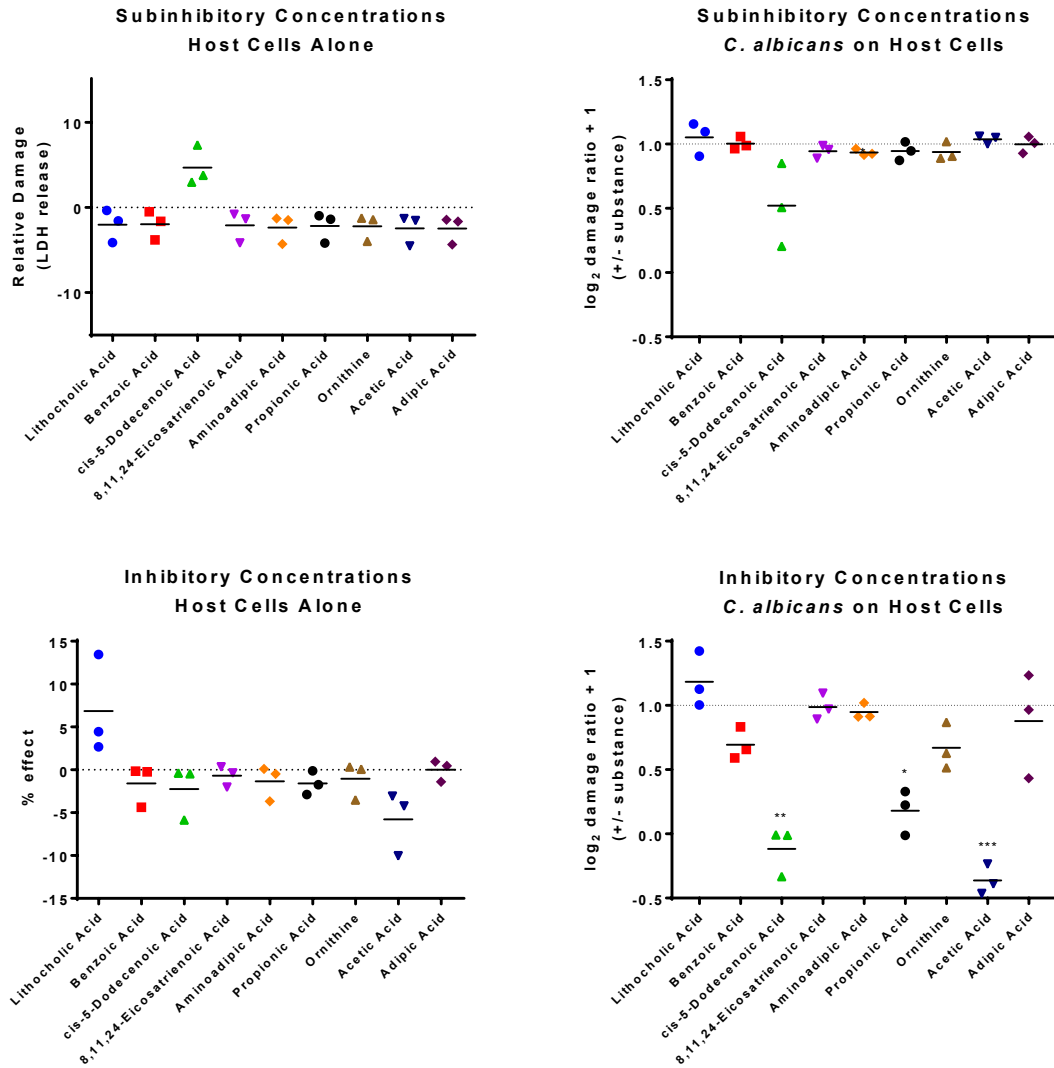 Subinhibitory Concentrations
Host Cells Alone
Relative Damage
(LDH release)
10
0
-10
Lithocholic Acid
Benzoic Acid
cis-5-Dodecenoic Acid
8,11,24-Eicosatrienoic Acid
Aminoadipic Acid
Propionic Acid
Ornithine
Acetic Acid
Adipic Acid
Subinhibitory Concentrations
C. albicans on Host Cells
log2 damage ratio + 1
(+/- substance)
1.5
1.0
0.5
0.0
-0.5
*
Lithocholic Acid
Benzoic Acid
cis-5-Dodecenoic Acid
8,11,24-Eicosatrienoic Acid
Aminoadipic Acid
Propionic Acid
Ornithine
Acetic Acid
Adipic Acid
Inhibitory Concentrations
Host Cells Alone
% effect
15
10
5
0
-5
-10
-15
Lithocholic Acid
Benzoic Acid
cis-5-Dodecenoic Acid
8,11,24-Eicosatrienoic Acid
Aminoadipic Acid
Propionic Acid
Ornithine
Acetic Acid
Adipic Acid
Inhibitory Concentrations
C. albicans on Host Cells
log2 damage ratio + 1
(+/- substance)
1.5
1.0
0.5
0.0
-0.5
**
*
***
Lithocholic Acid
Benzoic Acid
cis-5-Dodecenoic Acid
8,11,24-Eicosatrienoic Acid
Aminoadipic Acid
Propionic Acid
Ornithine
Acetic Acid
Adipic Acid